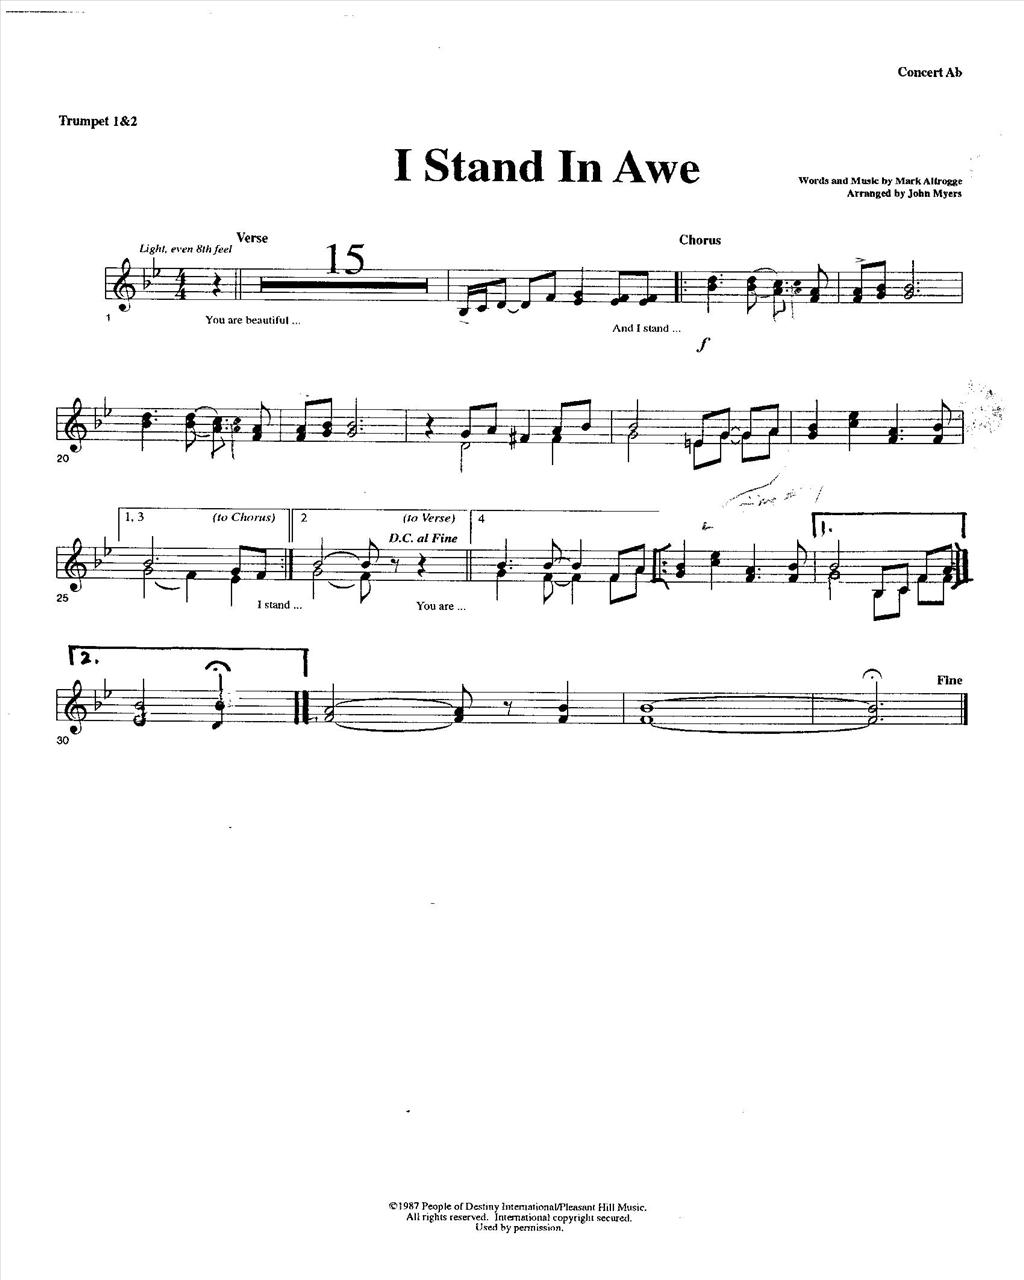 Concert Ab
Trumpet 1&2
I Stand In Awe
Words and Music by Mark Altrogge
Arranged by John Myers
Light, even 8th feel
Verse
15
Chorus
1
You are beautiful ...
And I stand ...
f
20
1, 3
(to Chorus)
2
(to Verse)
D.C. al Fine
4
1.
25
I stand ...
You are ...
2.
Fine
30
©1987 People of Destiny International/Pleasant Hill Music.
All rights reserved. International copyright secured.
Used by permission.